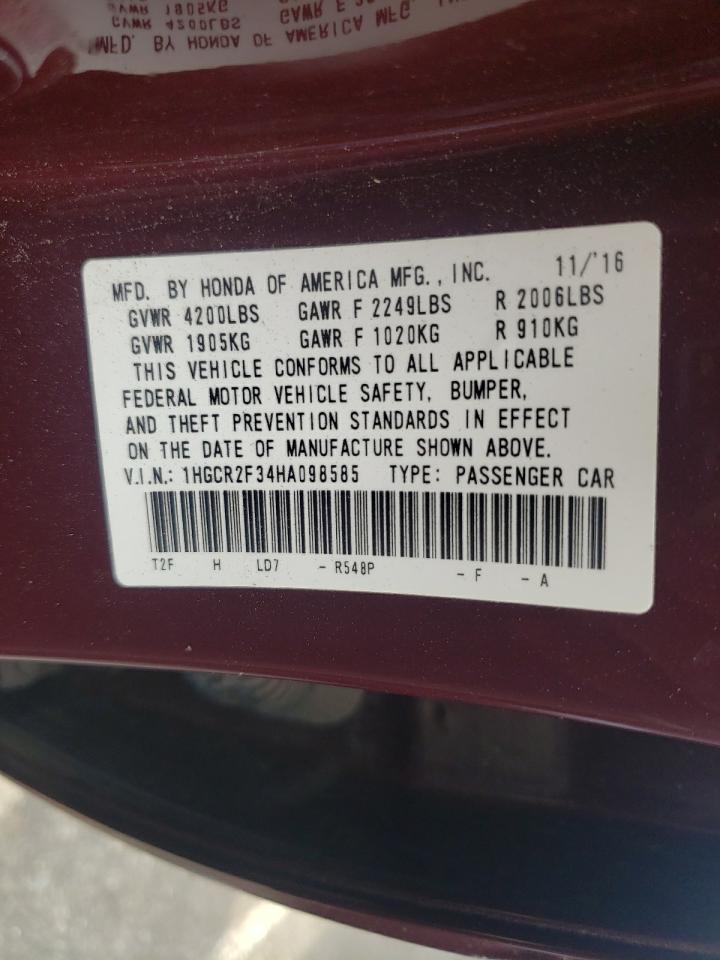 MFD. BY HONDA OF AMERICA MFG., INC. 11/'16
GVWR 4200LBS GAWR F 2249LBS R 2006LBS
GVWR 1905KG GAWR F 1020KG R 910KG
THIS VEHICLE CONFORMS TO ALL APPLICABLE
FEDERAL MOTOR VEHICLE SAFETY, BUMPER,
AND THEFT PREVENTION STANDARDS IN EFFECT
ON THE DATE OF MANUFACTURE SHOWN ABOVE.
V.I.N.: 1HGCR2F34HA098585 TYPE: PASSENGER CAR
T2F H LD7 - R548P - F - A